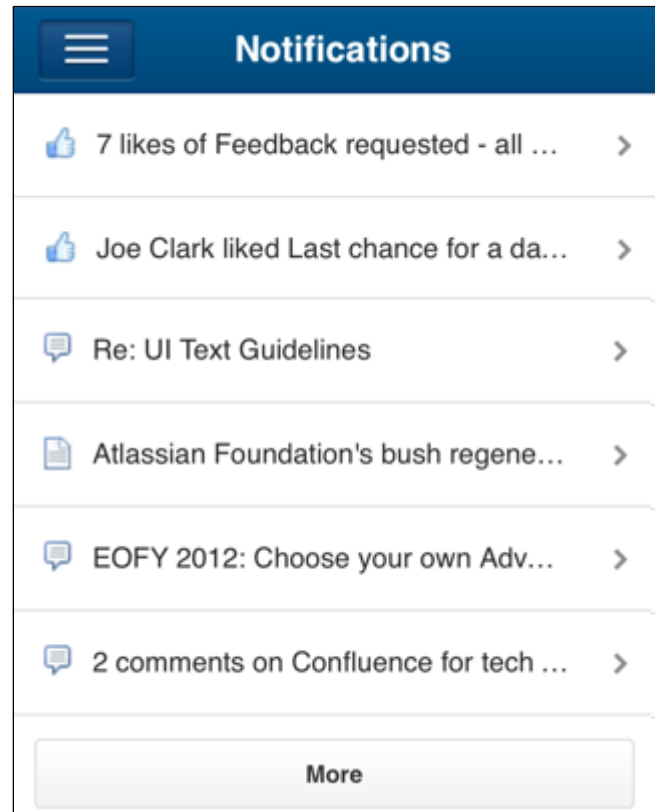 Notifications
7 likes of Feedback requested - all ...
Joe Clark liked Last chance for a da...
Re: UI Text Guidelines
Atlassian Foundation's bush regene...
EOFY 2012: Choose your own Adv...
2 comments on Confluence for tech ...
More